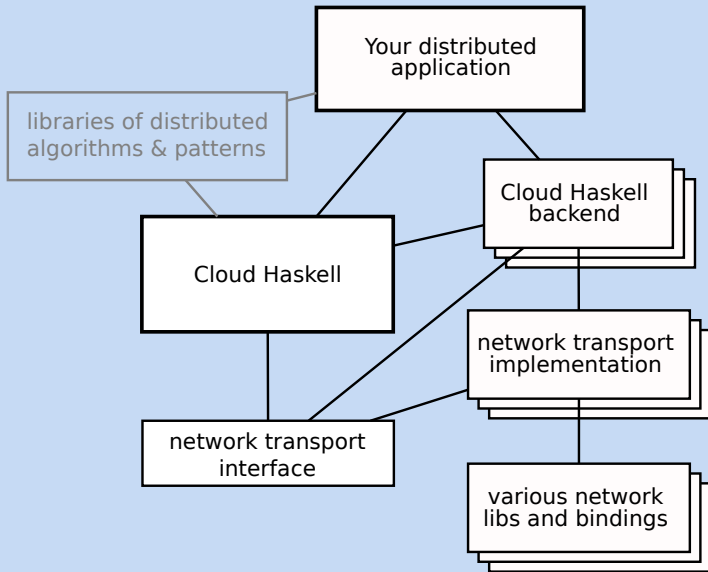 Your distributed
application
libraries of distributed
algorithms & patterns
Cloud Haskell
backend
Cloud Haskell
network transport
implementation
network transport
interface
various network
libs and bindings